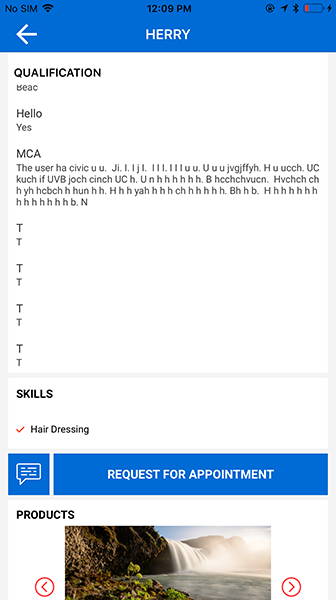 No SIM 12:09 PM
HERRY
QUALIFICATION
Beac
Hello
Yes
MCA
The user ha civic u u. Ji. I. I j I. I I I. I I I u u. U u u jvgjffyh. H u ucch. UC
kuch if UVB joch cinch UC h. U n h h h h h h. B hcchchvucn. Hvchch ch
h yh hcbch h hun h h. H h h yah h h h ch h h h h h. Bh h b. H h h h h h h
h h h h h h h h b. N
T
T
T
T
T
T
T
T
SKILLS
Hair Dressing
REQUEST FOR APPOINTMENT
PRODUCTS